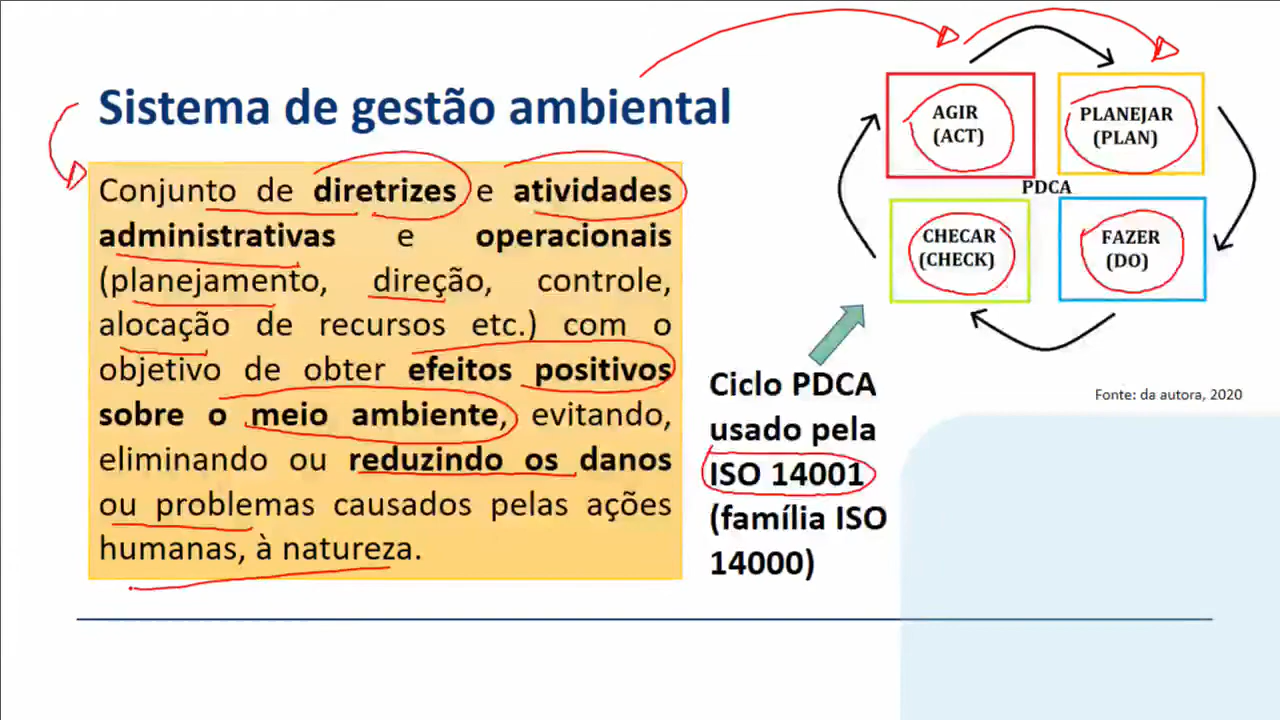 Sistema de gestão ambiental
Conjunto de diretrizes e atividades
administrativas e operacionais
(planejamento, direção, controle,
alocação de recursos etc.) com o
objetivo de obter efeitos positivos
sobre o meio ambiente, evitando,
eliminando ou reduzindo os danos
ou problemas causados pelas ações
humanas, à natureza.
AGIR
(ACT)
PLANEJAR
(PLAN)
PDCA
CHECAR
(CHECK)
FAZER
(DO)
Ciclo PDCA
usado pela
ISO 14001
(família ISO
14000)
Fonte: da autora, 2020